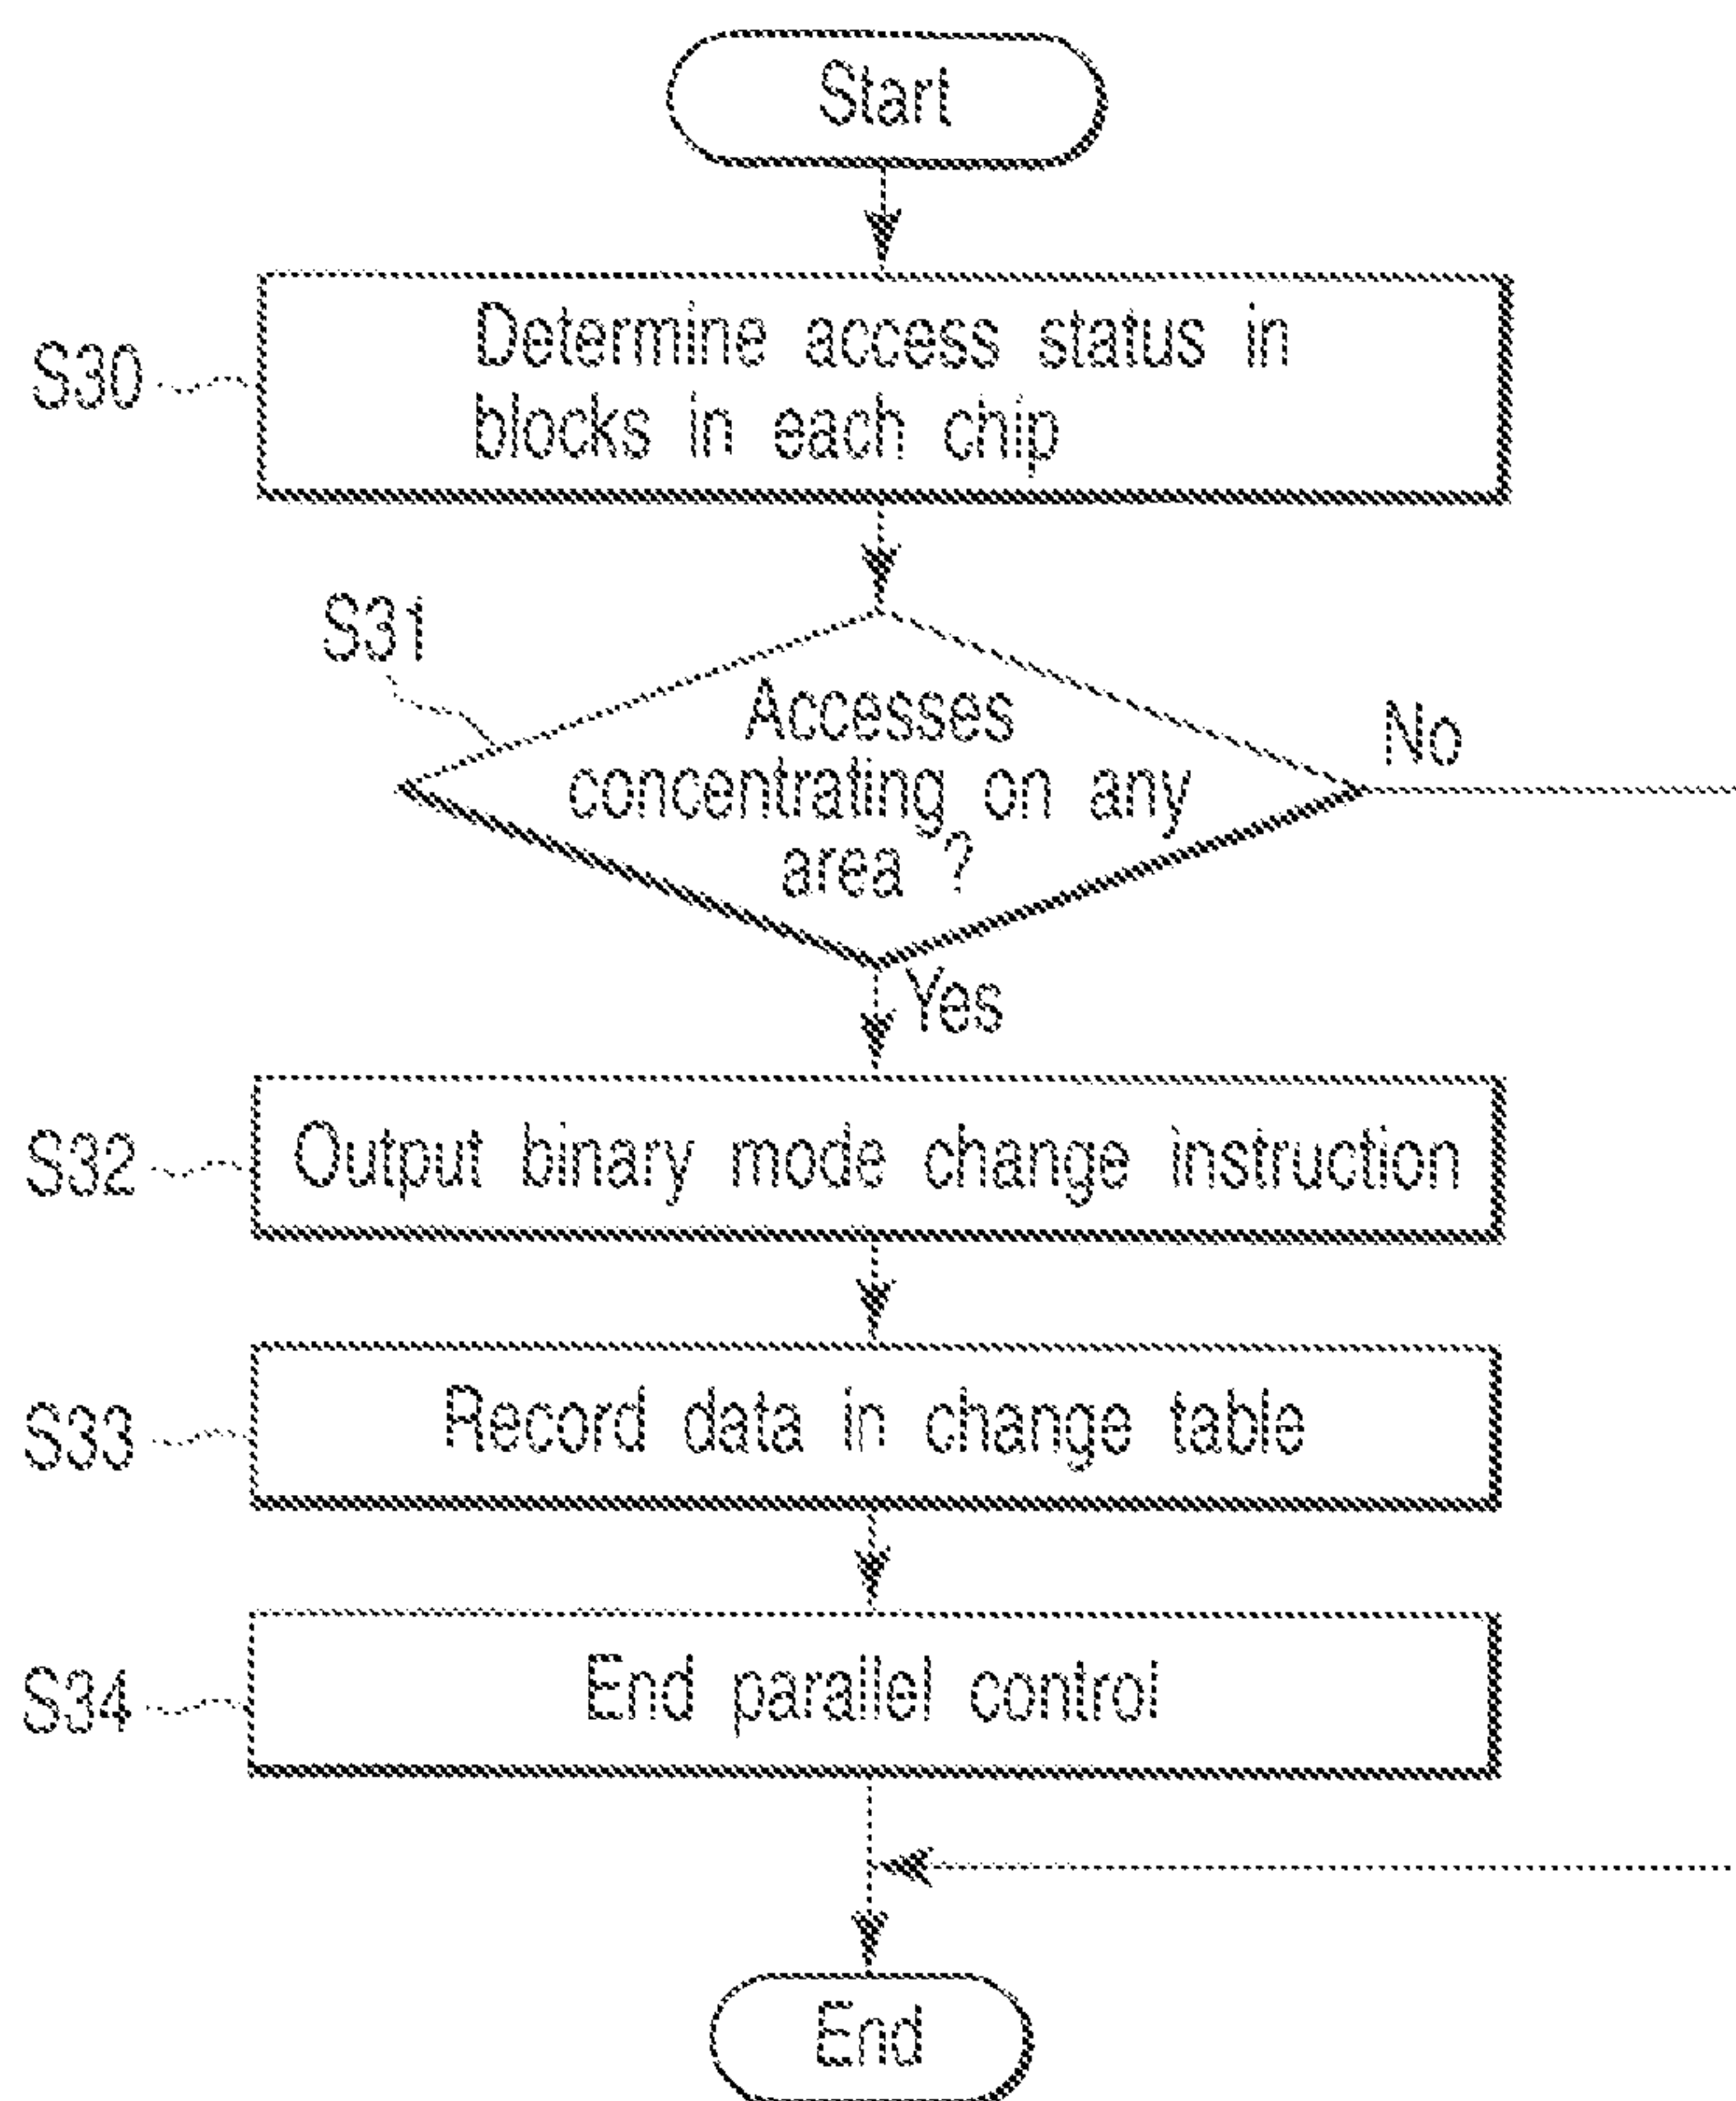 Start
S30
Determine access status in
blocks in each chip
S31
Accesses
concentrating on any
area ?
No
Yes
S32
Output binary mode change instruction
S33
Record data in change table
S34
End parallel control
End